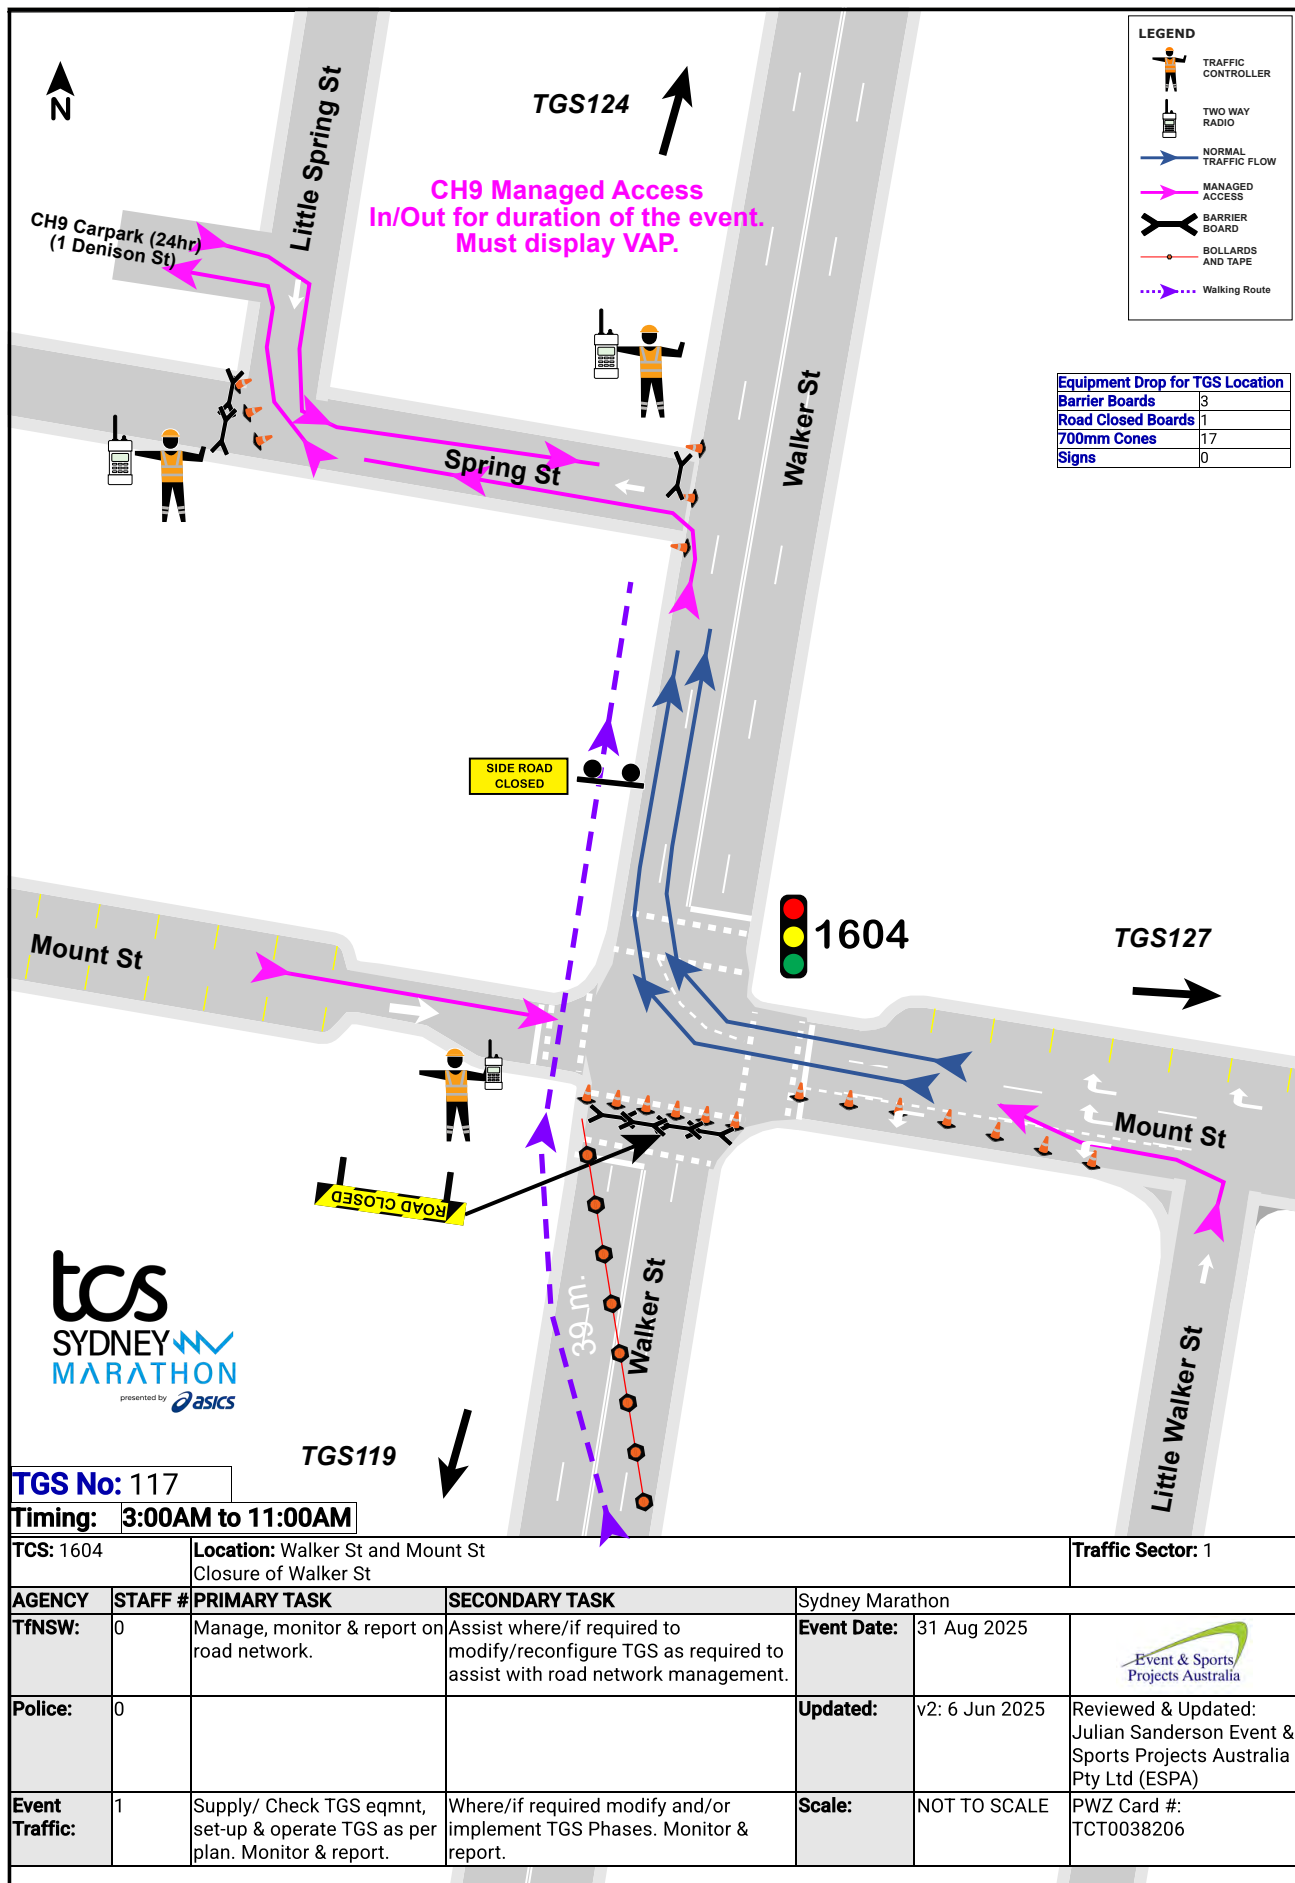 LEGEND
TRAFFIC
CONTROLLER
TWO WAY
RADIO
NORMAL
TRAFFIC FLOW
MANAGED
ACCESS
BARRIER
BOARD
BOLLARDS
AND TAPE
Walking Route
N
Little Spring St
TGS124
CH9 Managed Access
In/Out for duration of the event.
Must display VAP.
CH9 Carpark (24hr)
(1 Denison St)
Equipment Drop for TGS Location
Barrier Boards 3
Road Closed Boards 1
700mm Cones 17
Signs 0
Walker St
Spring St
SIDE ROAD
CLOSED
1604
TGS127
Mount St
Mount St
ROAD CLOSED
39 m.
Walker St
Little Walker St
tcs
SYDNEY
MARATHON
presented by asics
TGS119
TGS No: 117
Timing: 3:00AM to 11:00AM
TCS: 1604 Location: Walker St and Mount St Traffic Sector: 1
Closure of Walker St
AGENCY STAFF # PRIMARY TASK SECONDARY TASK Sydney Marathon
TfNSW: 0 Manage, monitor & report on Assist where/if required to Event Date: 31 Aug 2025
road network. modify/reconfigure TGS as required to
assist with road network management.
Event & Sports
Projects Australia
Police: 0 Updated: v2: 6 Jun 2025 Reviewed & Updated:
Julian Sanderson Event &
Sports Projects Australia
Pty Ltd (ESPA)
Event 1 Supply/ Check TGS eqmnt, Where/if required modify and/or Scale: NOT TO SCALE PWZ Card #:
Traffic: set-up & operate TGS as per implement TGS Phases. Monitor & TCT0038206
plan. Monitor & report. report.